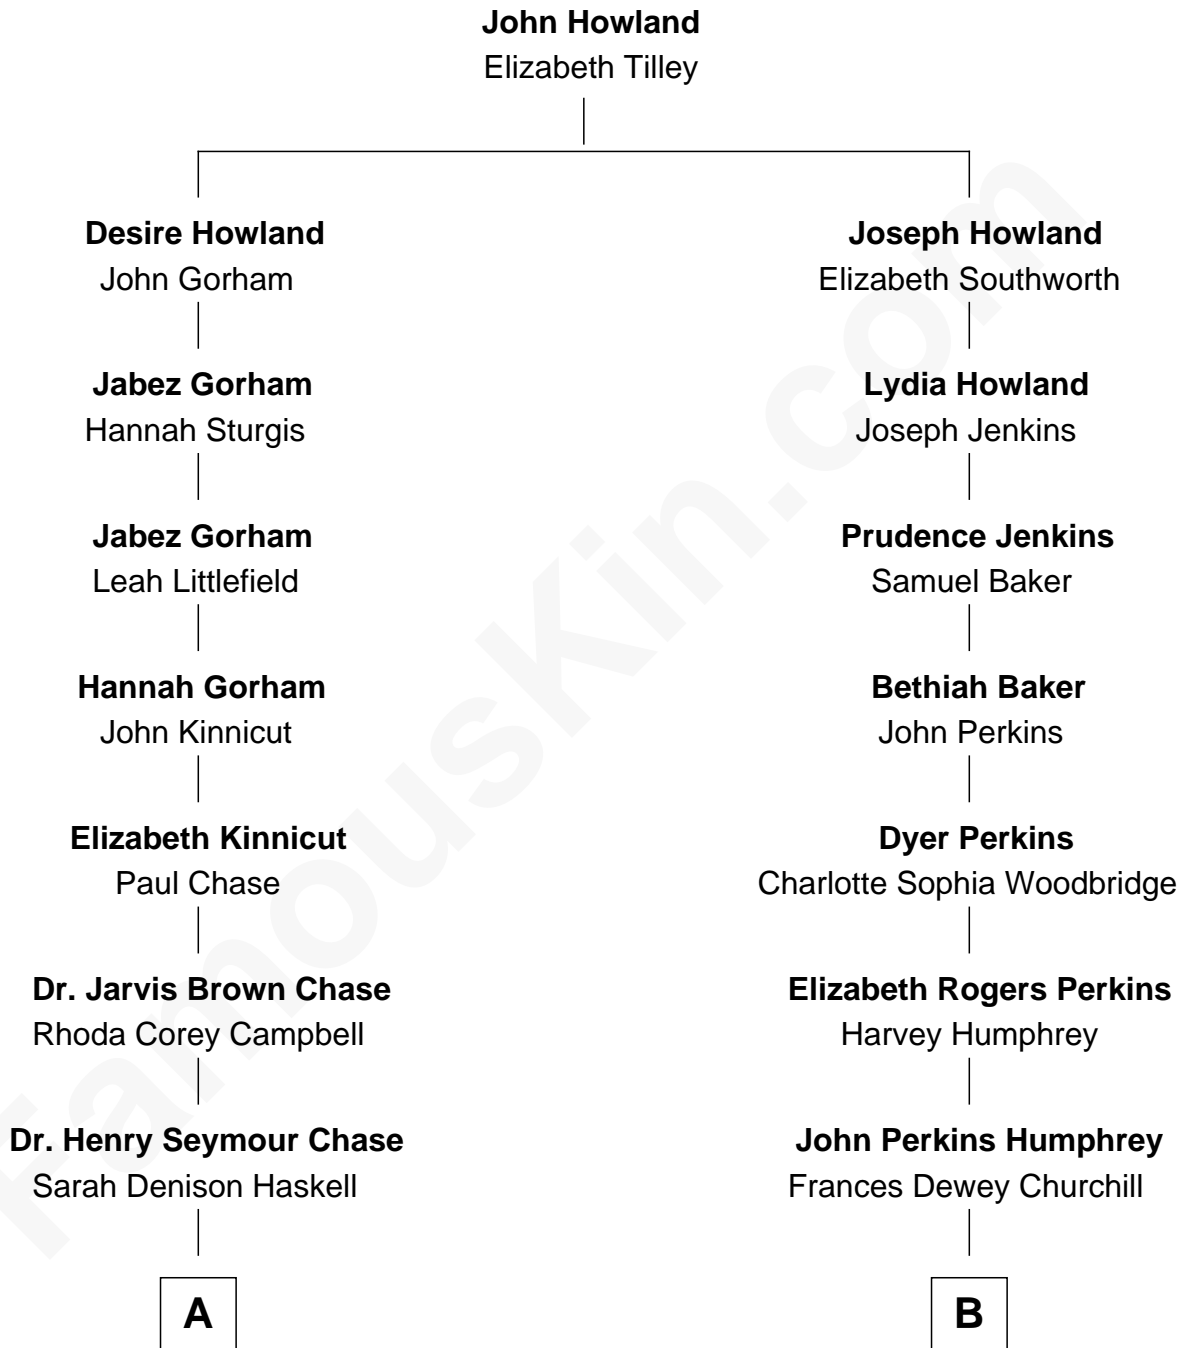 John Howland
Elizabeth Tilley
Desire Howland
John Gorham
Jabez Gorham
Hannah Sturgis
Jabez Gorham
Leah Littlefield
Hannah Gorham
John Kinnicut
Elizabeth Kinnicut
Paul Chase
Dr. Jarvis Brown Chase
Rhoda Corey Campbell
Dr. Henry Seymour Chase
Sarah Denison Haskell
A
Joseph Howland
Elizabeth Southworth
Lydia Howland
Joseph Jenkins
Prudence Jenkins
Samuel Baker
Bethiah Baker
John Perkins
Dyer Perkins
Charlotte Sophia Woodbridge
Elizabeth Rogers Perkins
Harvey Humphrey
John Perkins Humphrey
Frances Dewey Churchill
B
FamousKin.com